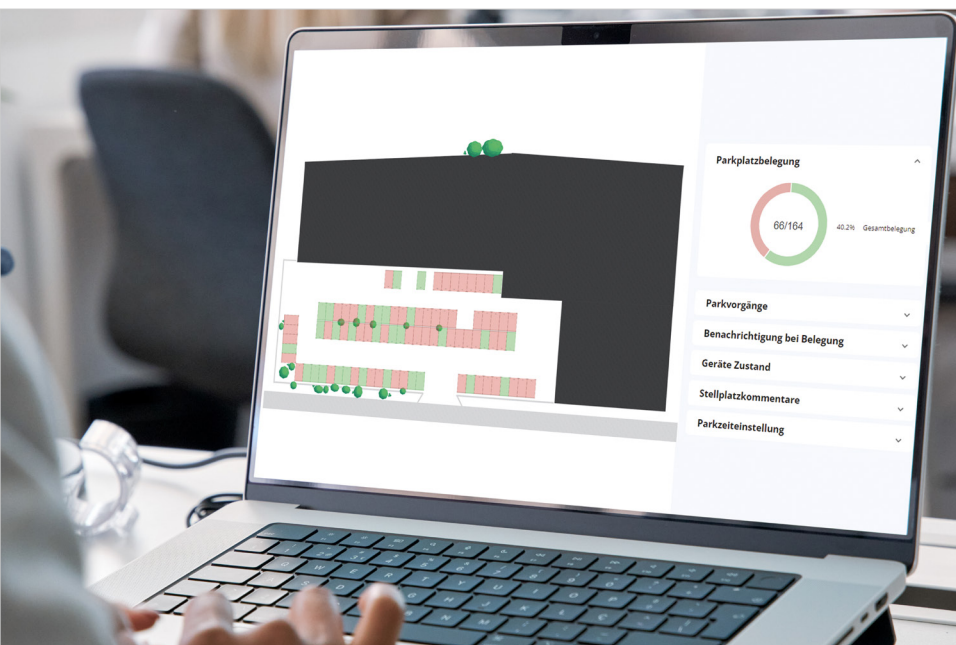 Parkplatzbelegung
66/164
40.2% Gesamtbelegung
Parkvorgänge
Benachrichtigung bei Belegung
Geräte Zustand
Stellplatzkommentare
Parkzeiteinstellung